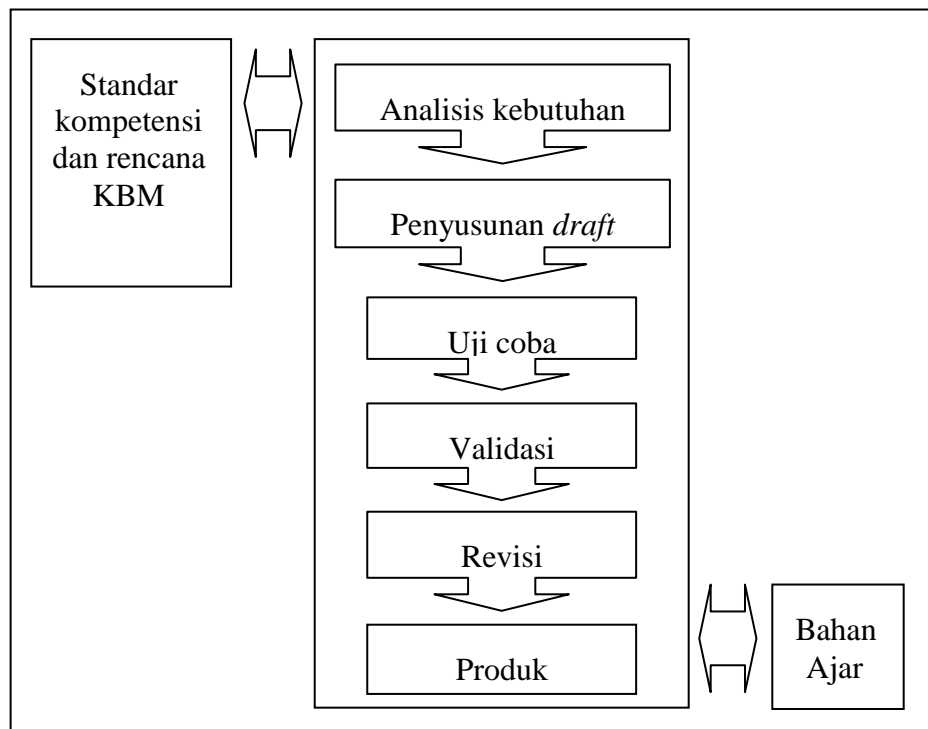 Standar
kompetensi
dan rencana
KBM
Analisis kebutuhan
Penyusunan draft
Uji coba
Validasi
Revisi
Produk
Bahan
Ajar